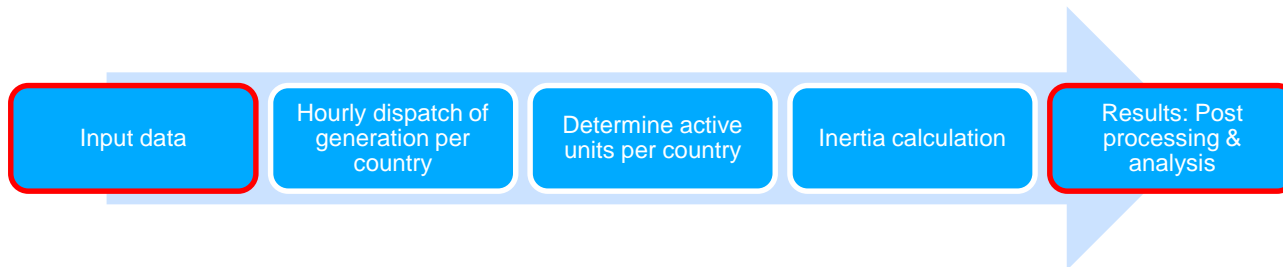 Input data
Hourly dispatch of
generation per
country
Determine active
units per country
Inertia calculation
Results: Post
processing &
analysis